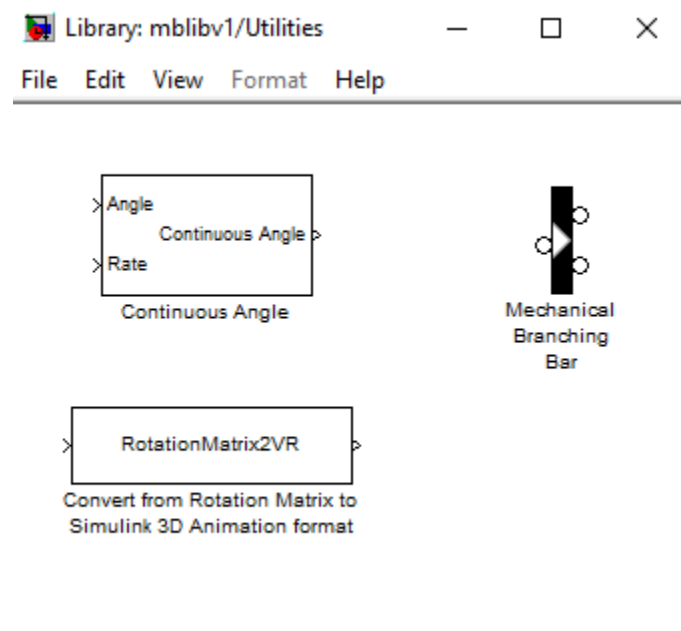 Library: mblibv1/Utilities
File Edit View Format Help
Angle
Continuous Angle
Rate
Continuous Angle
Mechanical
Branching
Bar
RotationMatrix2VR
Convert from Rotation Matrix to
Simulink 3D Animation format